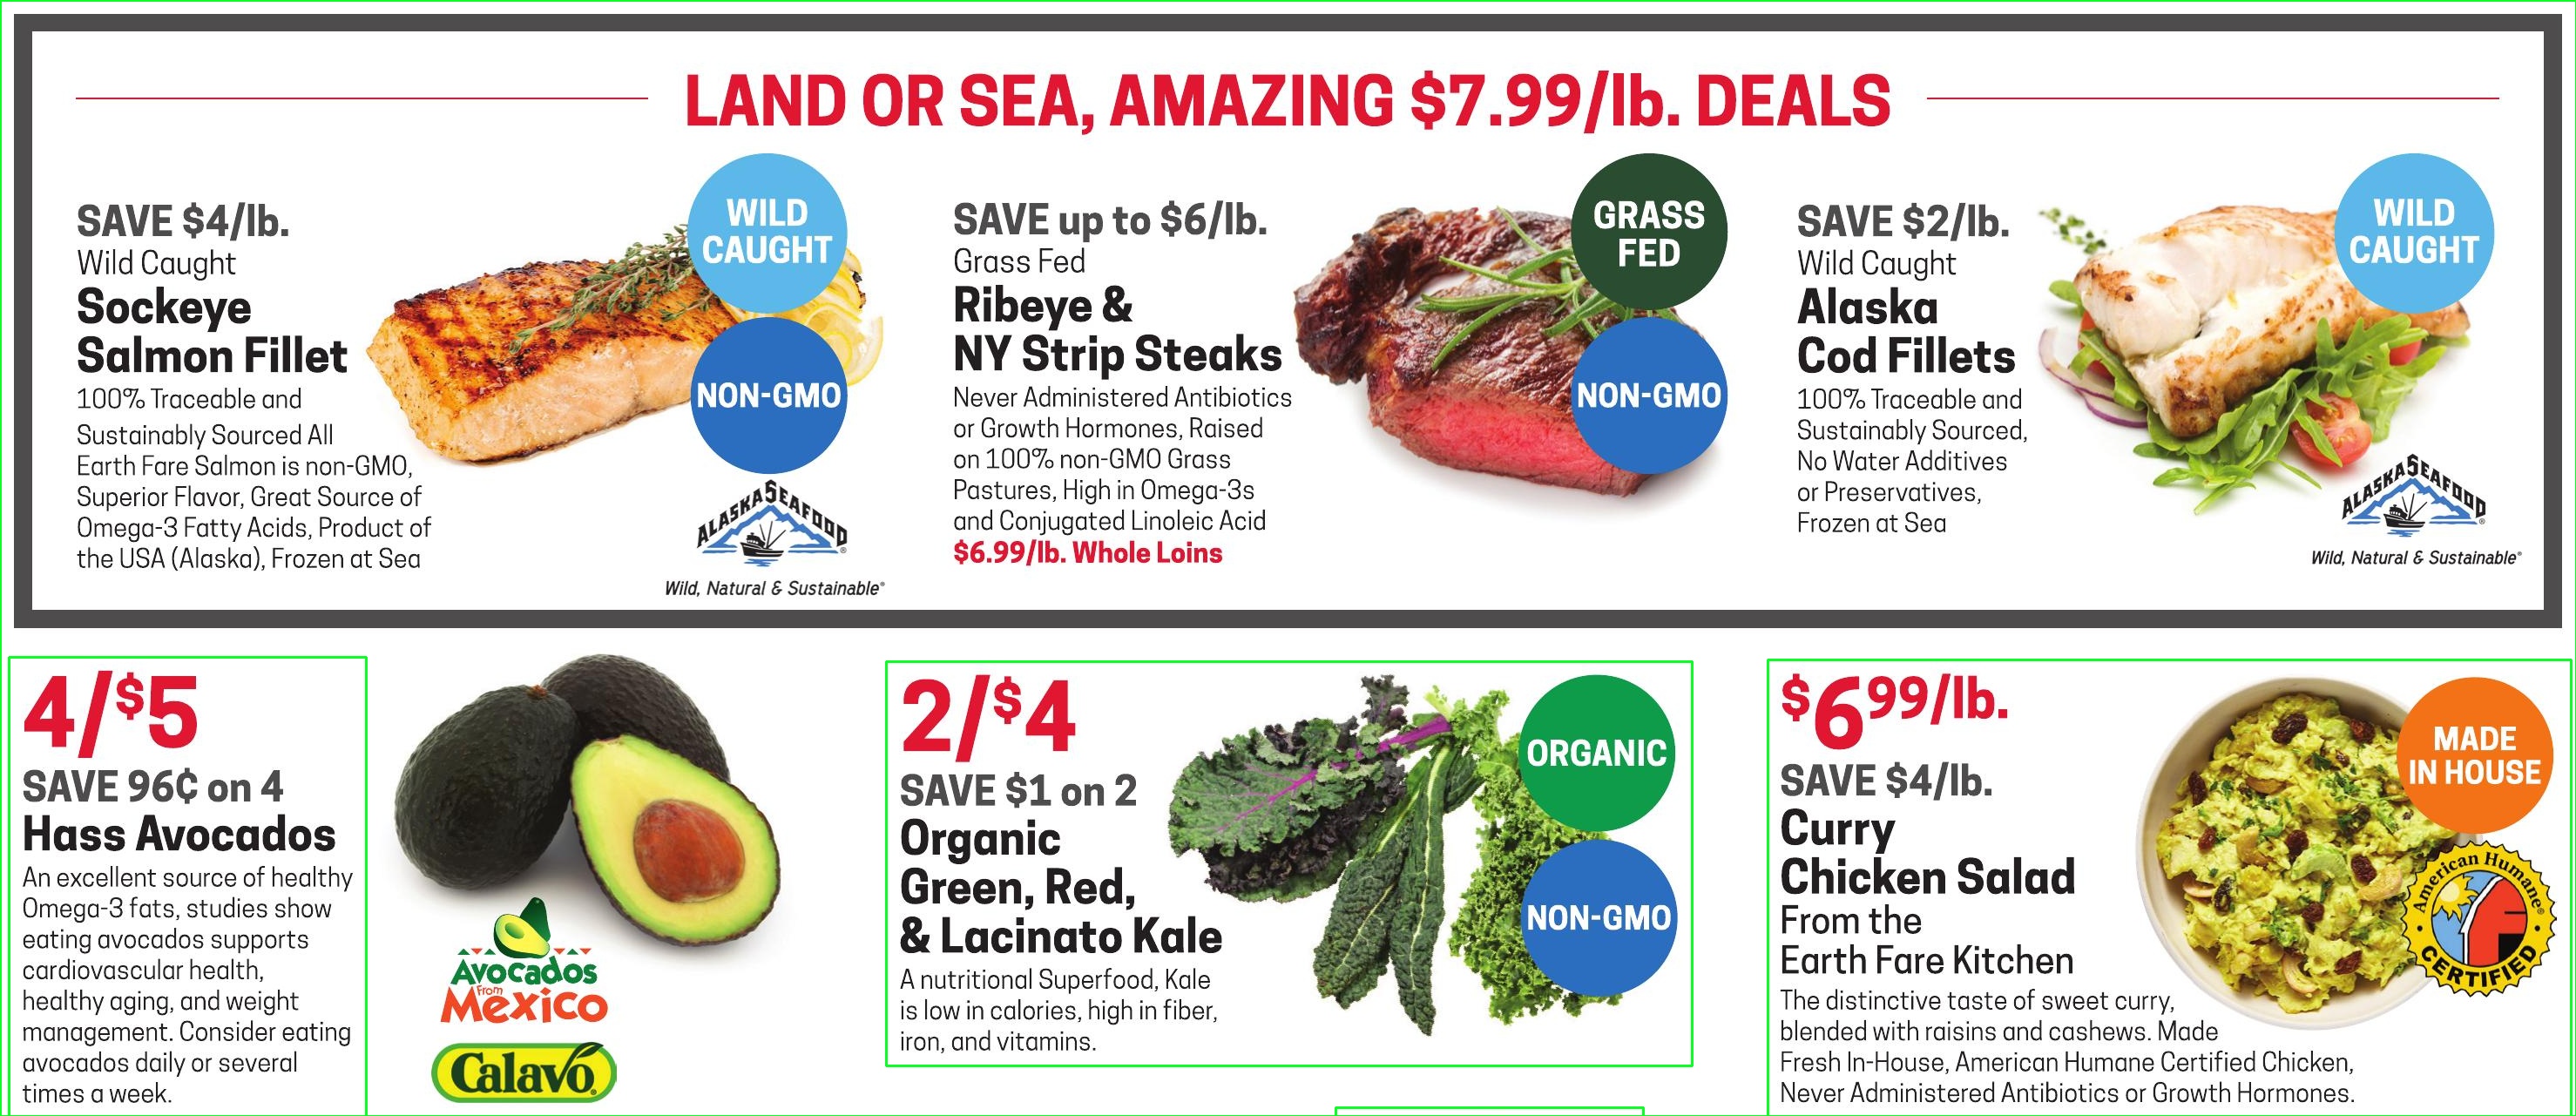 LAND OR SEA, AMAZING $7.99/lb. DEALS
SAVE $4/lb.
Wild Caught
Sockeye
Salmon Fillet
100% Traceable and
Sustainably Sourced All
Earth Fare Salmon is non-GMO,
Superior Flavor, Great Source of
Omega-3 Fatty Acids, Product of
the USA (Alaska), Frozen at Sea
WILD
CAUGHT
NON-GMO
ALASKA SEAFOOD®
Wild, Natural & Sustainable®
SAVE up to $6/lb.
Grass Fed
Ribeye &
NY Strip Steaks
Never Administered Antibiotics
or Growth Hormones, Raised
on 100% non-GMO Grass
Pastures, High in Omega-3s
and Conjugated Linoleic Acid
$6.99/lb. Whole Loins
GRASS
FED
NON-GMO
SAVE $2/lb.
Wild Caught
Alaska
Cod Fillets
100% Traceable and
Sustainably Sourced,
No Water Additives
or Preservatives,
Frozen at Sea
WILD
CAUGHT
ALASKA SEAFOOD®
Wild, Natural & Sustainable®
4/$5
SAVE 96¢ on 4
Hass Avocados
An excellent source of healthy
Omega-3 fats, studies show
eating avocados supports
cardiovascular health,
healthy aging, and weight
management. Consider eating
avocados daily or several
times a week.
Avocados
From
Mexico
Calavo®
2/$4
SAVE $1 on 2
Organic
Green, Red,
& Lacinato Kale
A nutritional Superfood, Kale
is low in calories, high in fiber,
iron, and vitamins.
ORGANIC
NON-GMO
$699/lb.
SAVE $4/lb.
Curry
Chicken Salad
From the
Earth Fare Kitchen
The distinctive taste of sweet curry,
blended with raisins and cashews. Made
Fresh In-House, American Humane Certified Chicken,
Never Administered Antibiotics or Growth Hormones.
MADE
IN HOUSE
American Humane®
CERTIFIED